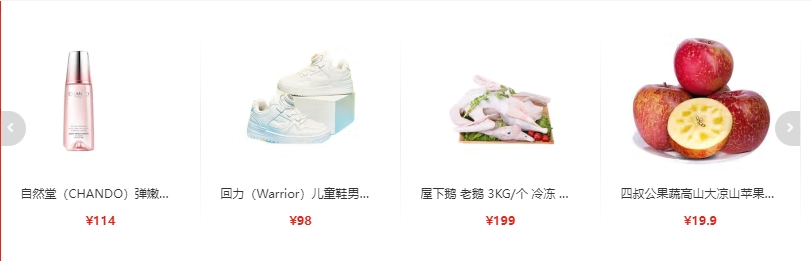 自然堂（CHANDO）弹嫩...
回力（Warrior）儿童鞋男...
屋下鹅 老鹅 3KG/个 冷冻 ...
四叔公果蔬高山大凉山苹果...
¥114
¥98
¥199
¥19.9